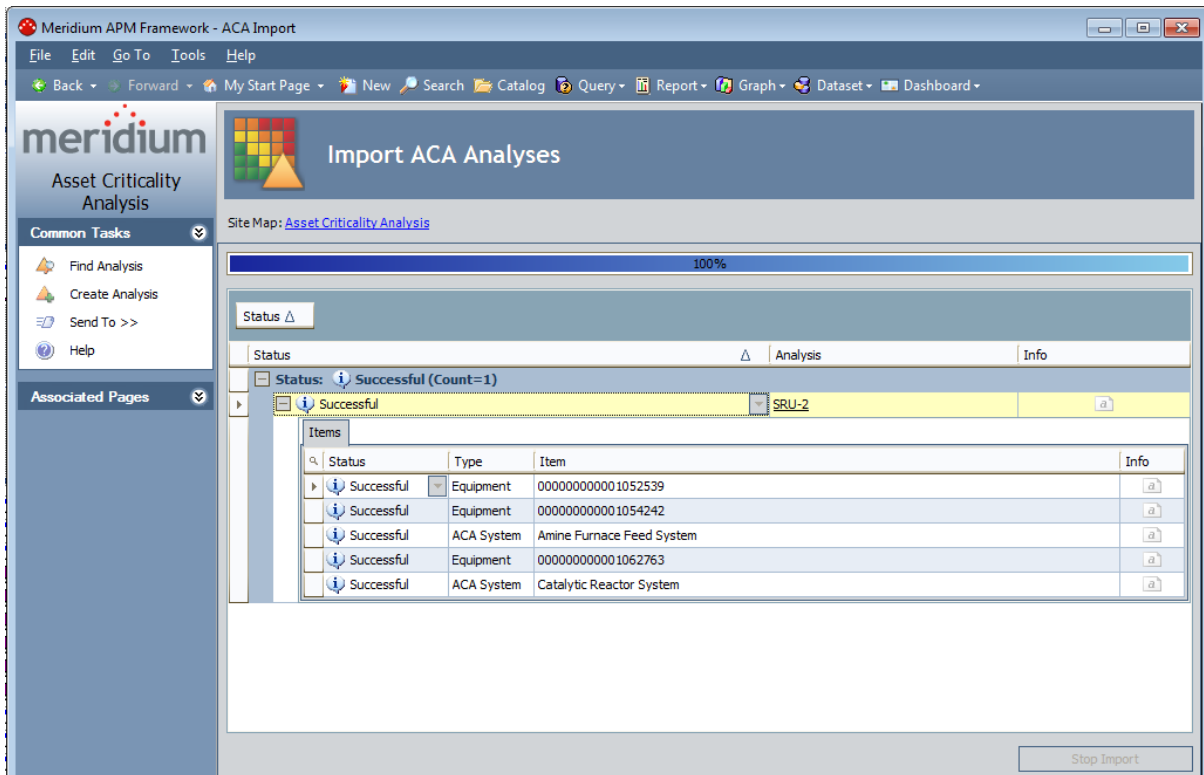 Meridium APM Framework - ACA Import
File Edit Go To Tools Help
Back Forward My Start Page New Search Catalog Query Report Graph Dataset Dashboard
meridium
Asset Criticality
Analysis
Common Tasks
Find Analysis
Create Analysis
Send To >>
Help
Associated Pages
Import ACA Analyses
Site Map: Asset Criticality Analysis
100%
Status
Status Analysis Info
Status: Successful (Count=1)
Successful SRU-2 a
Items
Status Type Item Info
Successful Equipment 000000000001052539 a
Successful Equipment 000000000001054242 a
Successful ACA System Amine Furnace Feed System a
Successful Equipment 000000000001062763 a
Successful ACA System Catalytic Reactor System a
Stop Import